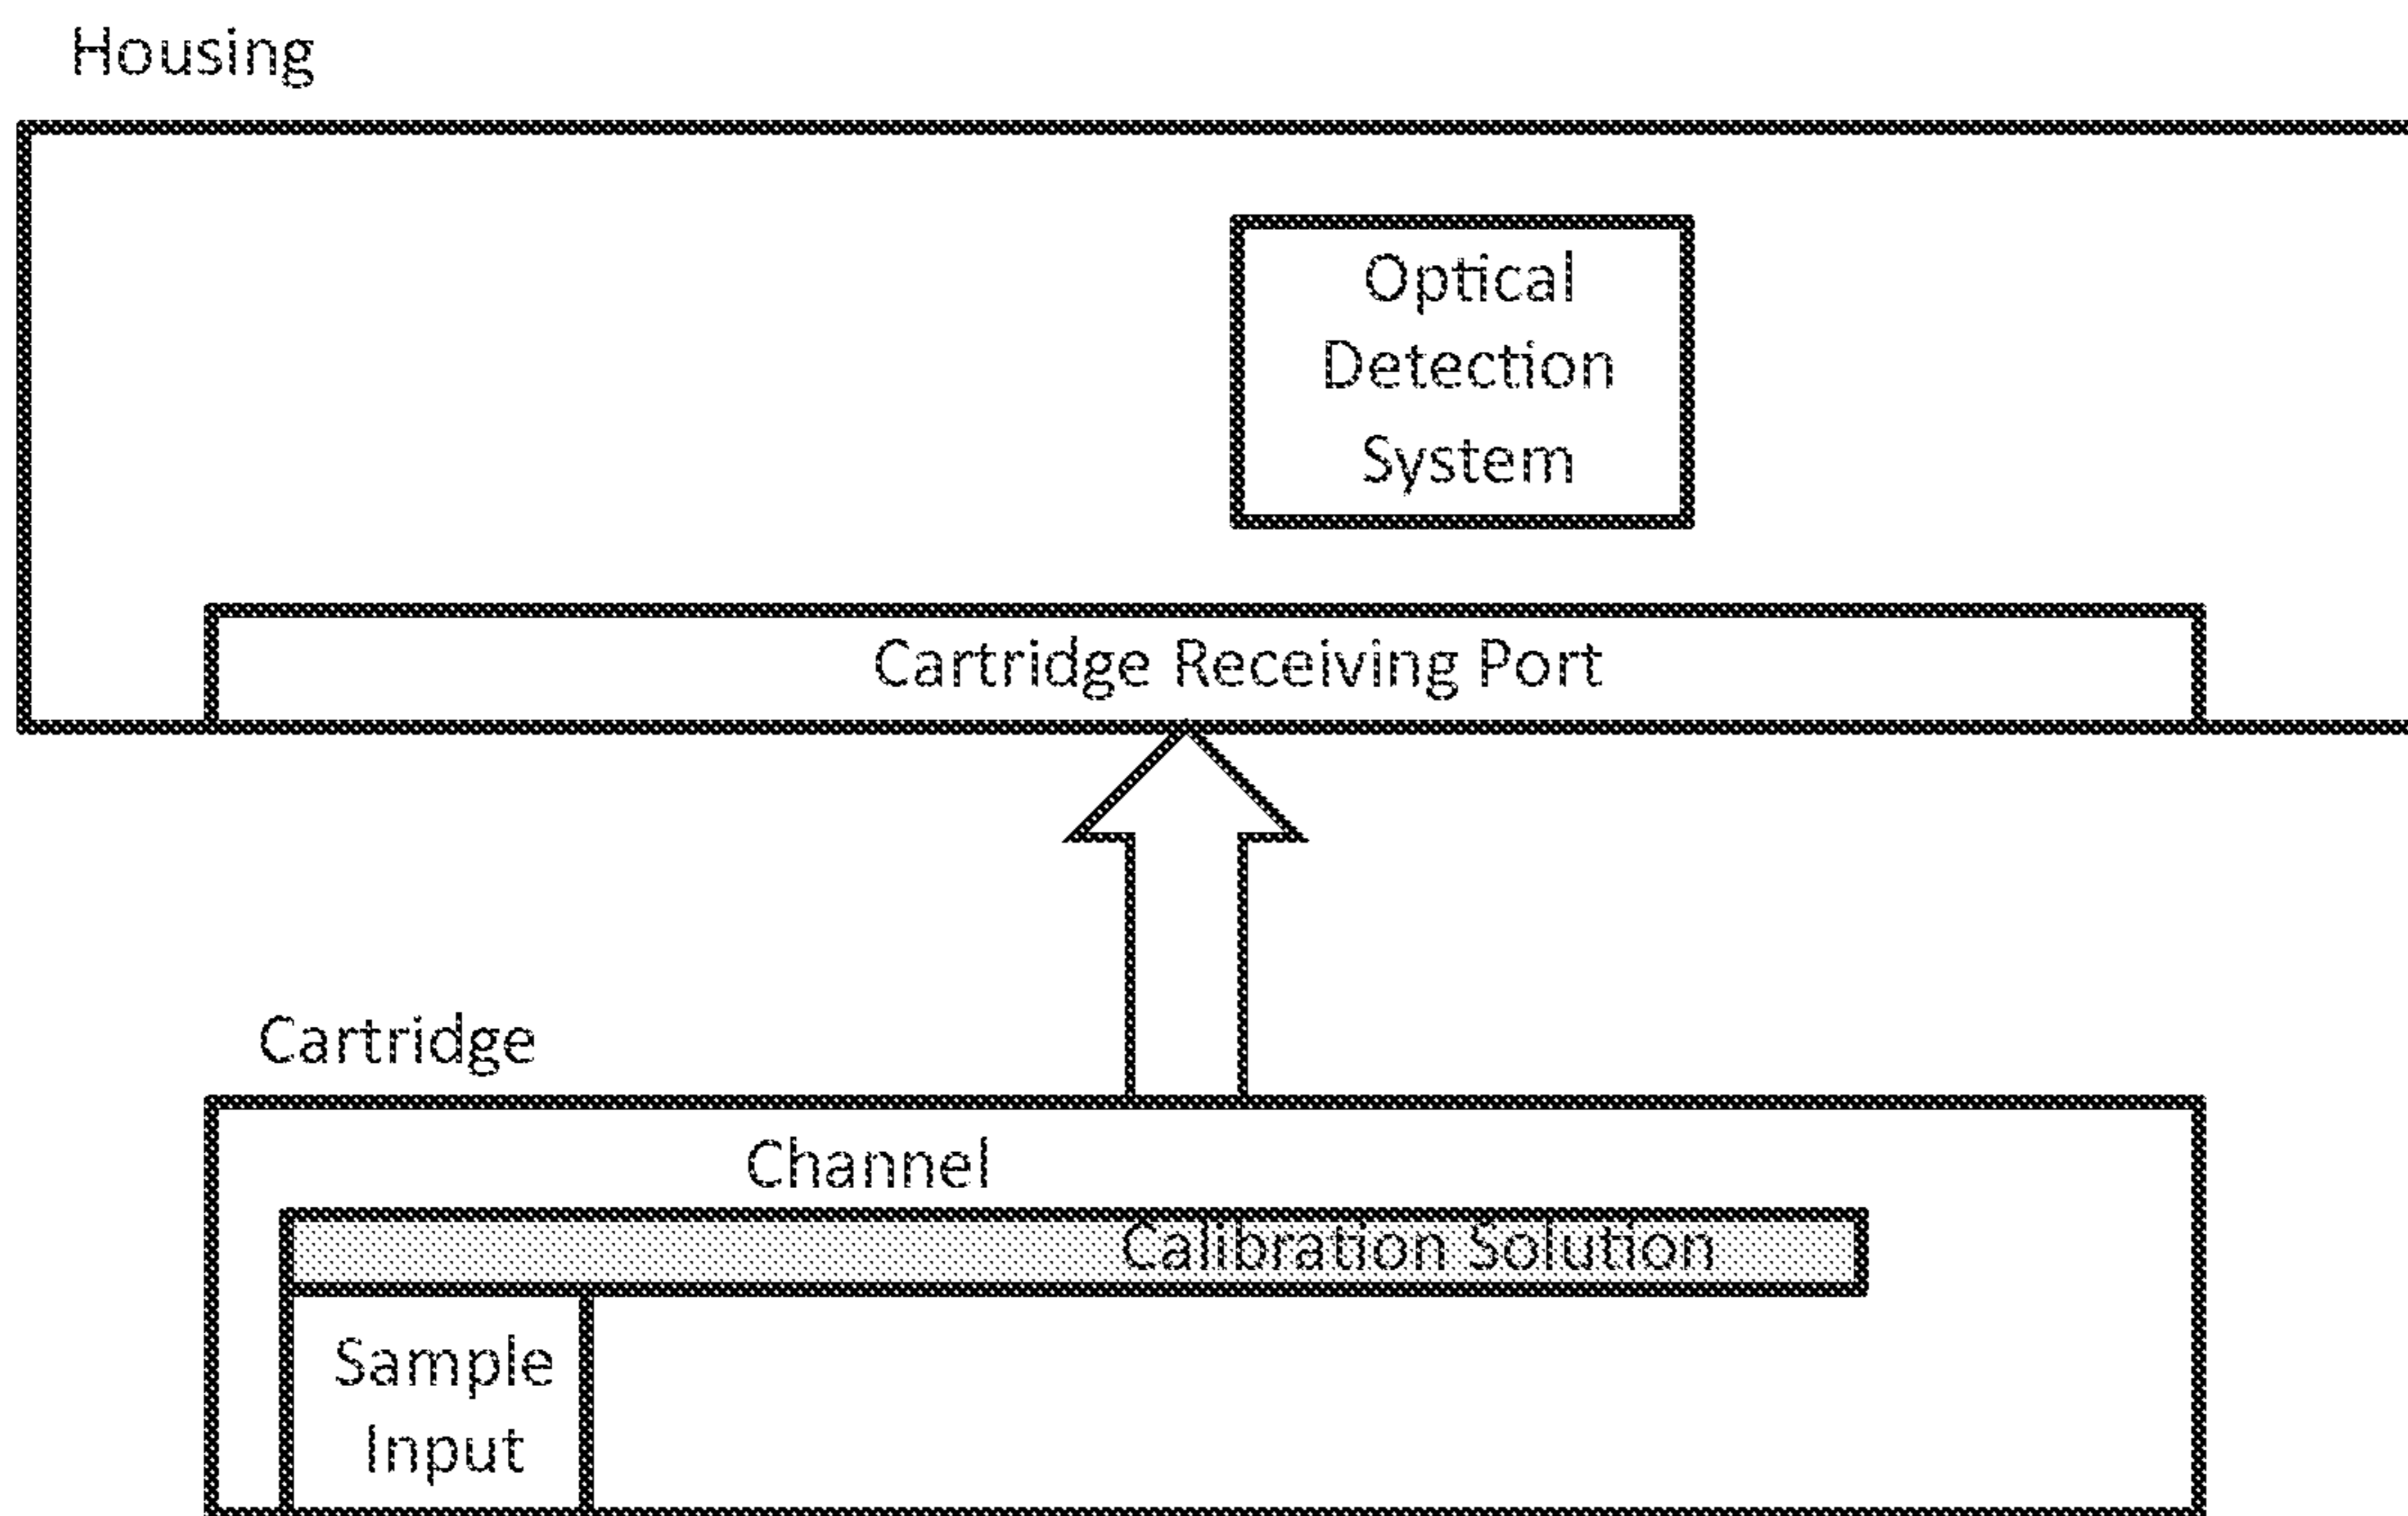 Housing
Optical
Detection
System
Cartridge Receiving Port
Cartridge
Channel
Calibration Solution
Sample
Input